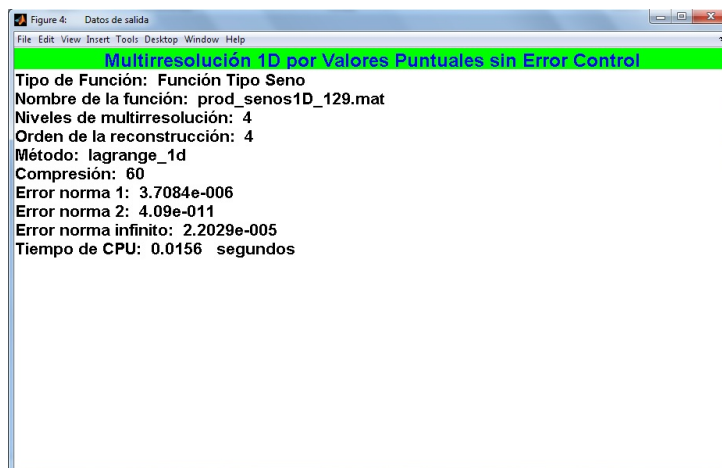 Figure 4: Datos de salida
File Edit View Insert Tools Desktop Window Help
Multirresolución 1D por Valores Puntuales sin Error Control
Tipo de Función: Función Tipo Seno
Nombre de la función: prod_senos1D_129.mat
Niveles de multirresolución: 4
Orden de la reconstrucción: 4
Método: lagrange_1d
Compresión: 60
Error norma 1: 3.7084e-006
Error norma 2: 4.09e-011
Error norma infinito: 2.2029e-005
Tiempo de CPU: 0.0156 segundos